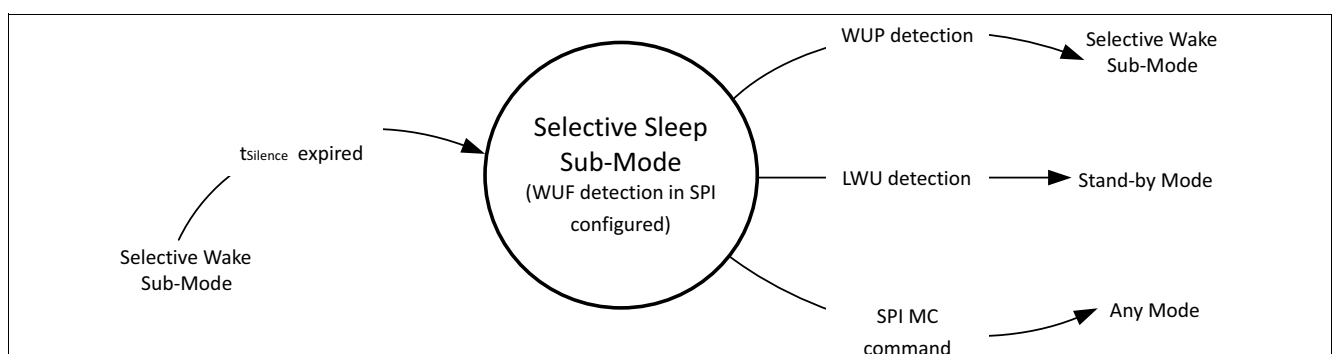 WUP detection
Selective Wake
Sub-Mode
Selective Sleep
Sub-Mode
(WUF detection in SPI
configured)
tSilence expired
LWU detection
Stand-by Mode
Selective Wake
Sub-Mode
SPI MC
command
Any Mode